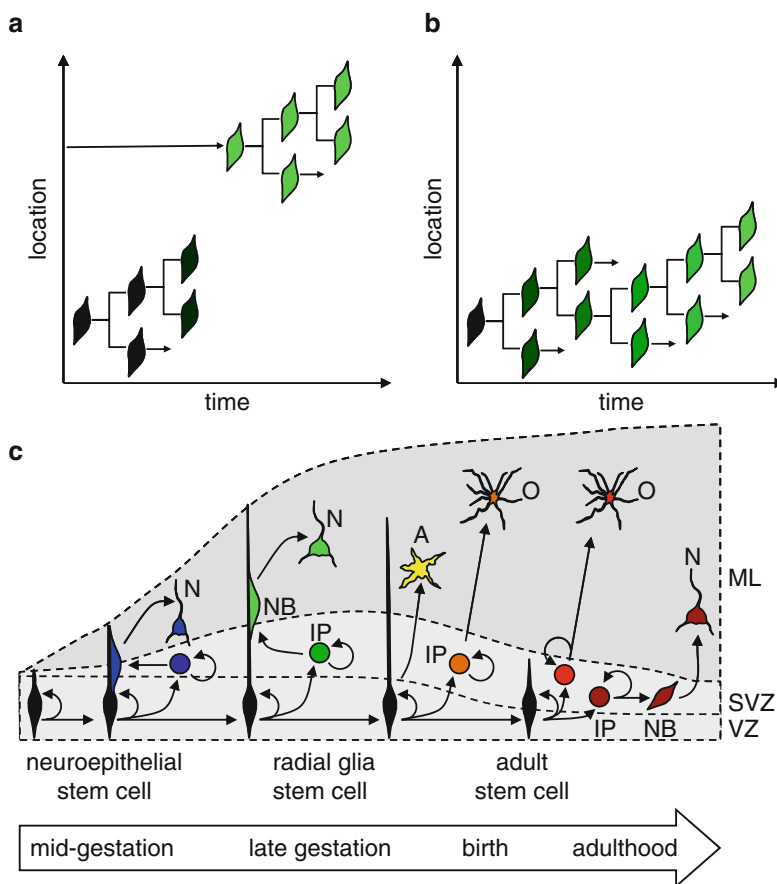 a
location
time
b
location
time
c
N
N
NB
IP
A
O
IP
O
N
IP
NB
ML
SVZ
VZ
neuroepithelial
stem cell
radial glia
stem cell
adult
stem cell
mid-gestation
late gestation
birth
adulthood